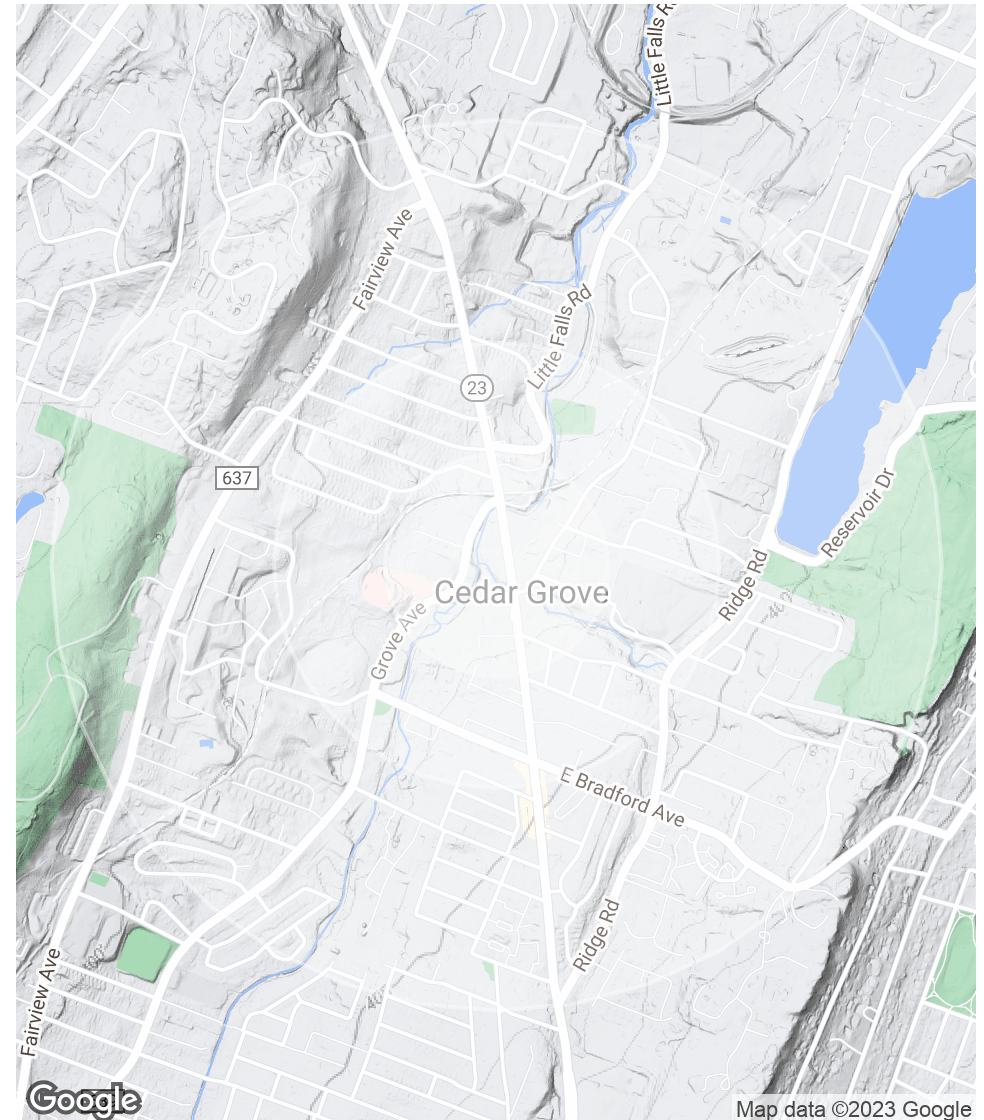 Little Falls Rd
Fairview Ave
Little Falls Rd
23
637
Reservoir Dr
Ridge Rd
400
Cedar Grove
Grove Ave
E Bradford Ave
Ridge Rd
Fairview Ave
Google
Map data ©2023 Google